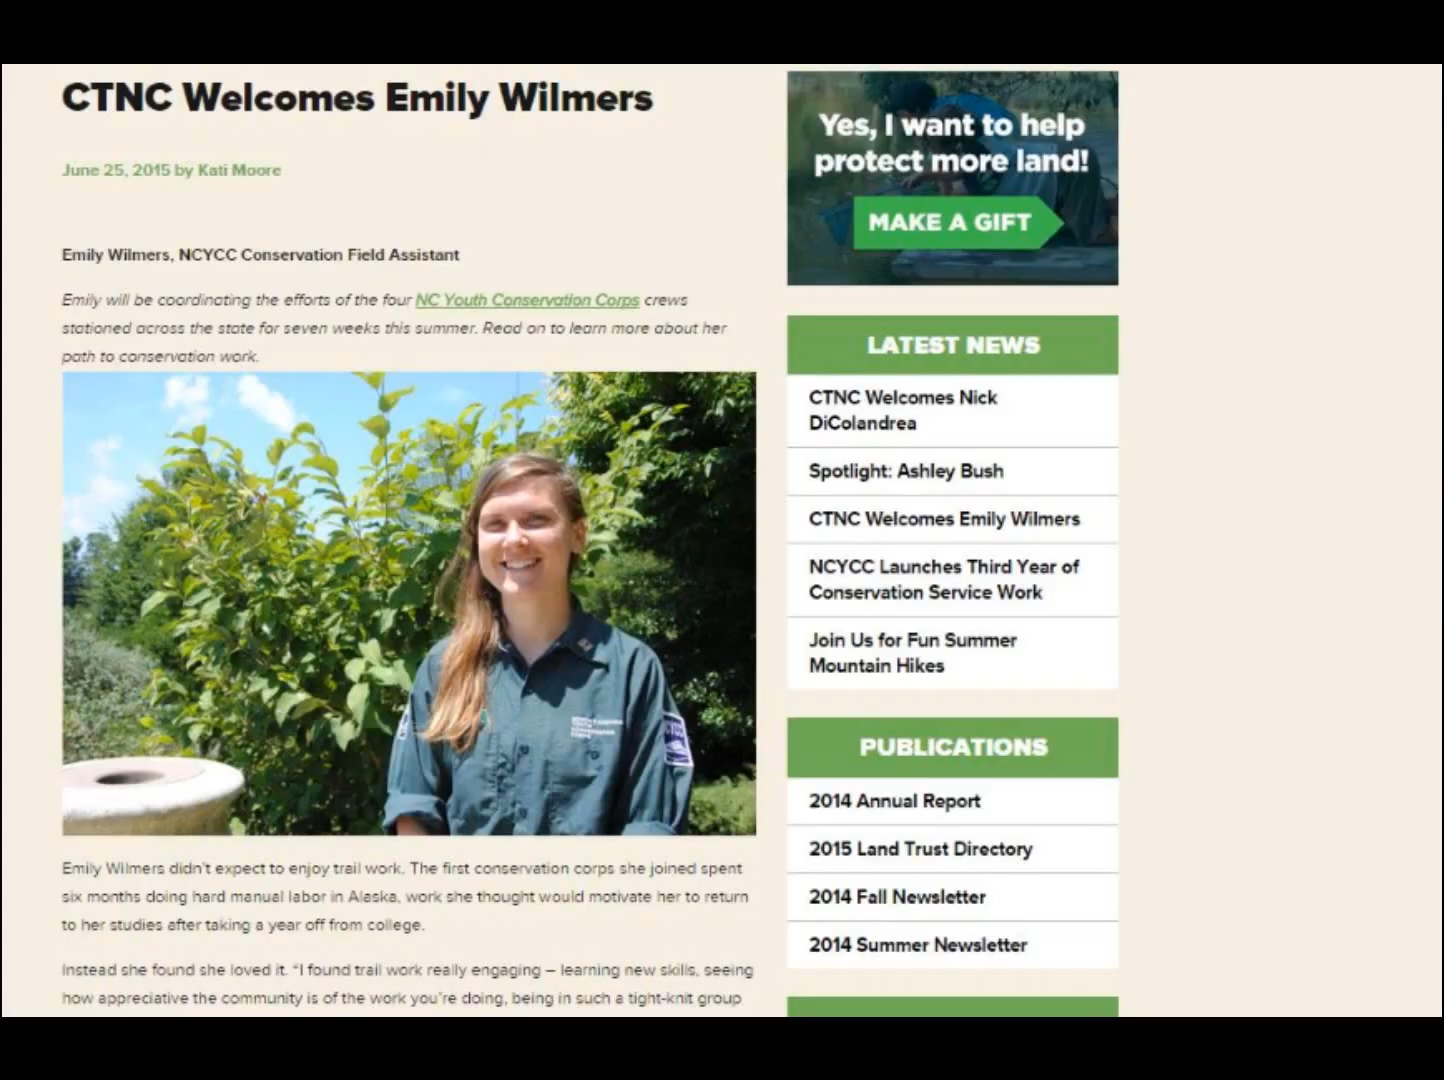 CTNC Welcomes Emily Wilmers
June 25, 2015 by Kati Moore
Emily Wilmers, NCYCC Conservation Field Assistant
Emily will be coordinating the efforts of the four NC Youth Conservation Corps crews
stationed across the state for seven weeks this summer. Read on to learn more about her
path to conservation work.
Emily Wilmers didn't expect to enjoy trail work. The first conservation corps she joined spent
six months doing hard manual labor in Alaska, work she thought would motivate her to return
to her studies after taking a year off from college.
Instead she found she loved it. "I found trail work really engaging – learning new skills, seeing
how appreciative the community is of the work you're doing, being in such a tight-knit group
Yes, I want to help
protect more land!
MAKE A GIFT
LATEST NEWS
CTNC Welcomes Nick
DiColandrea
Spotlight: Ashley Bush
CTNC Welcomes Emily Wilmers
NCYCC Launches Third Year of
Conservation Service Work
Join Us for Fun Summer
Mountain Hikes
PUBLICATIONS
2014 Annual Report
2015 Land Trust Directory
2014 Fall Newsletter
2014 Summer Newsletter